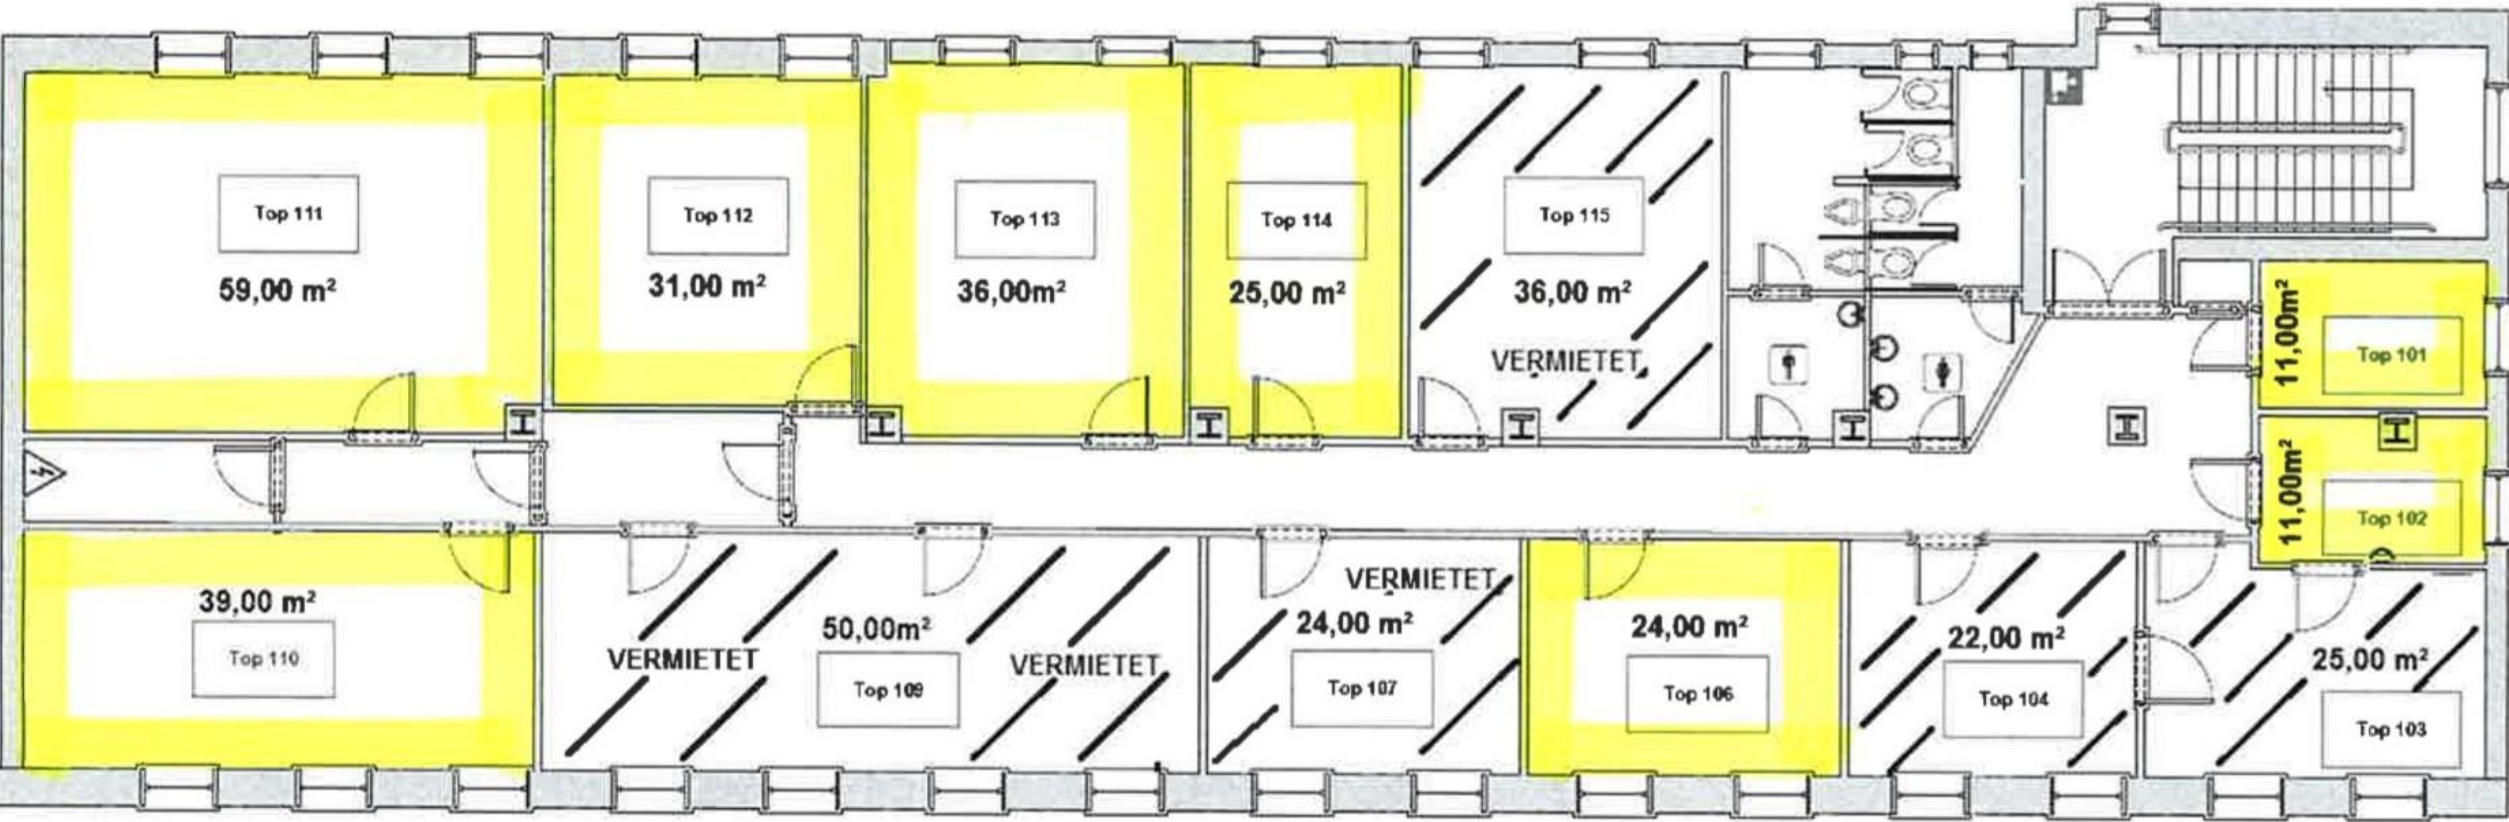 Top 111
59,00 m²
Top 112
31,00 m²
Top 113
36,00m²
Top 114
25,00 m²
Top 115
36,00 m²
VERMIETET
11,00m²
Top 101
11,00m²
Top 102
39,00 m²
Top 110
VERMIETET
50,00m²
Top 109
VERMIETET
VERMIETET
24,00 m²
Top 107
24,00 m²
Top 106
22,00 m²
Top 104
25,00 m²
Top 103